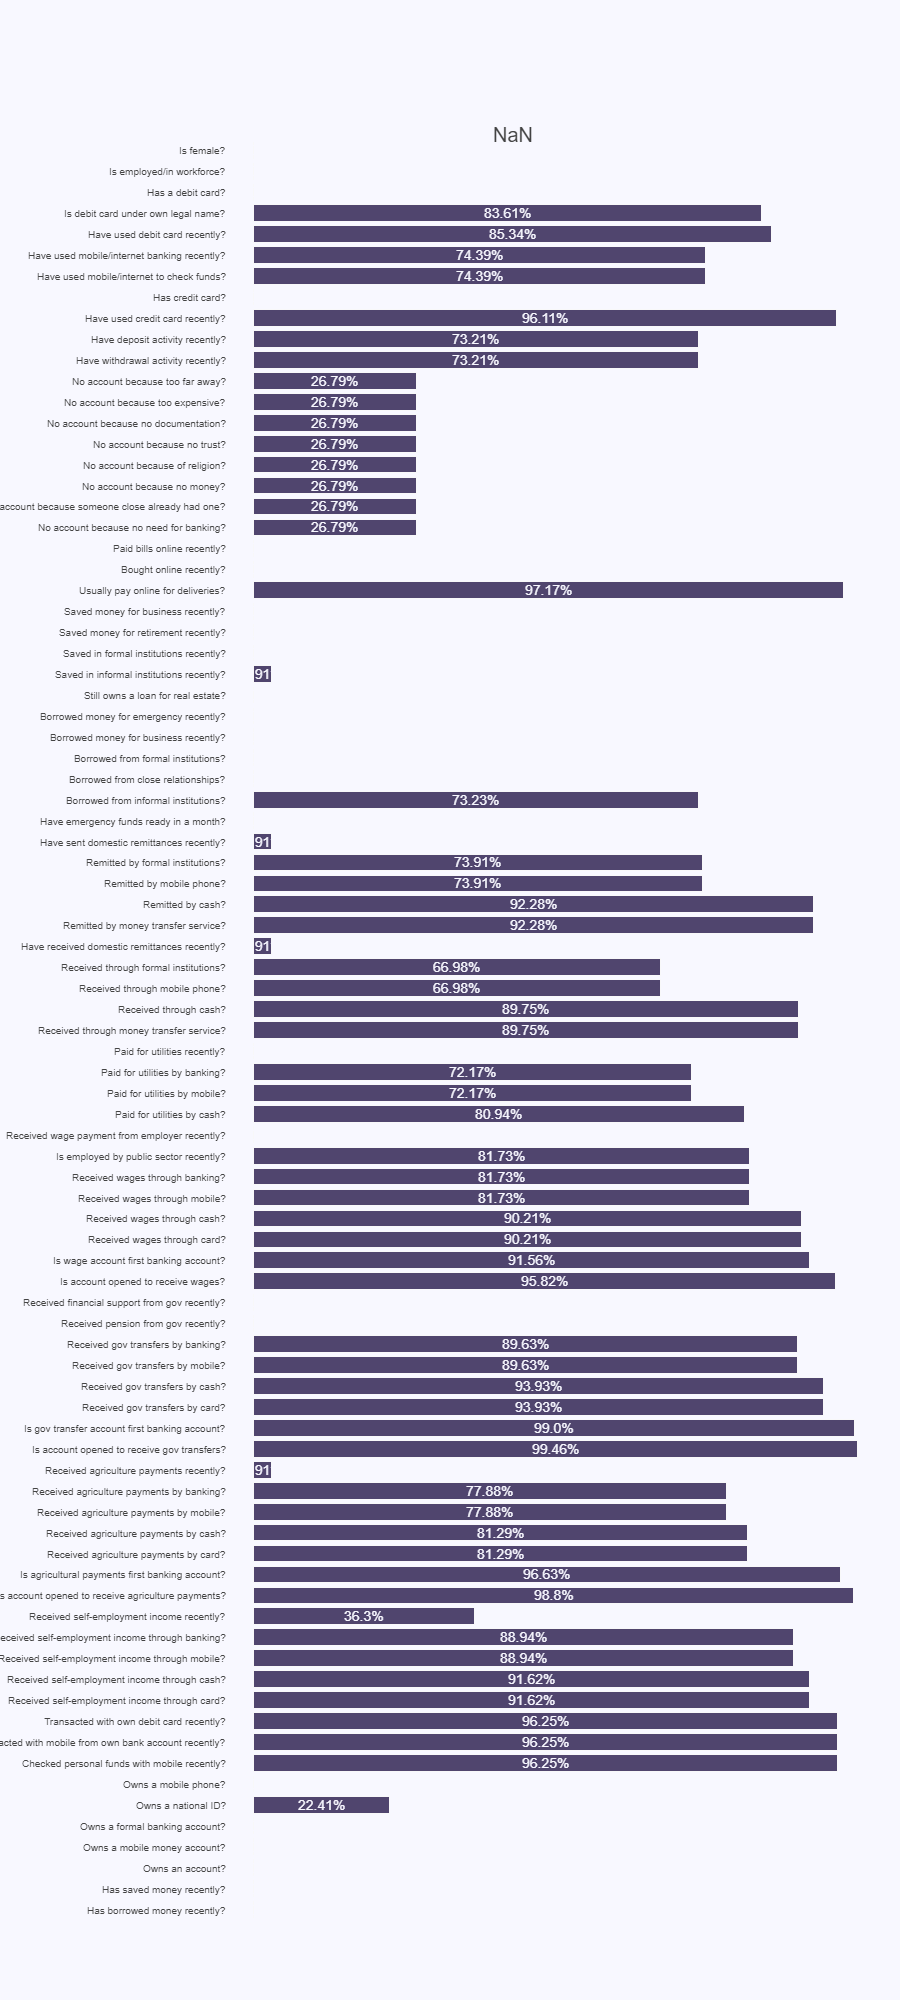 NaN
Is female?
Is employed/in workforce?
Has a debit card?
Is debit card under own legal name? 83.61%
Have used debit card recently? 85.34%
Have used mobile/internet banking recently? 74.39%
Have used mobile/internet to check funds? 74.39%
Has credit card?
Have used credit card recently? 96.11%
Have deposit activity recently? 73.21%
Have withdrawal activity recently? 73.21%
No account because too far away? 26.79%
No account because too expensive? 26.79%
No account because no documentation? 26.79%
No account because no trust? 26.79%
No account because of religion? 26.79%
No account because no money? 26.79%
account because someone close already had one? 26.79%
No account because no need for banking? 26.79%
Paid bills online recently?
Bought online recently?
Usually pay online for deliveries? 97.17%
Saved money for business recently?
Saved money for retirement recently?
Saved in formal institutions recently?
Saved in informal institutions recently? 91
Still owns a loan for real estate?
Borrowed money for emergency recently?
Borrowed money for business recently?
Borrowed from formal institutions?
Borrowed from close relationships?
Borrowed from informal institutions? 73.23%
Have emergency funds ready in a month?
Have sent domestic remittances recently? 91
Remitted by formal institutions? 73.91%
Remitted by mobile phone? 73.91%
Remitted by cash? 92.28%
Remitted by money transfer service? 92.28%
Have received domestic remittances recently? 91
Received through formal institutions? 66.98%
Received through mobile phone? 66.98%
Received through cash? 89.75%
Received through money transfer service? 89.75%
Paid for utilities recently?
Paid for utilities by banking? 72.17%
Paid for utilities by mobile? 72.17%
Paid for utilities by cash? 80.94%
Received wage payment from employer recently?
Is employed by public sector recently? 81.73%
Received wages through banking? 81.73%
Received wages through mobile? 81.73%
Received wages through cash? 90.21%
Received wages through card? 90.21%
Is wage account first banking account? 91.56%
Is account opened to receive wages? 95.82%
Received financial support from gov recently?
Received pension from gov recently?
Received gov transfers by banking? 89.63%
Received gov transfers by mobile? 89.63%
Received gov transfers by cash? 93.93%
Received gov transfers by card? 93.93%
Is gov transfer account first banking account? 99.0%
Is account opened to receive gov transfers? 99.46%
Received agriculture payments recently? 91
Received agriculture payments by banking? 77.88%
Received agriculture payments by mobile? 77.88%
Received agriculture payments by cash? 81.29%
Received agriculture payments by card? 81.29%
Is agricultural payments first banking account? 96.63%
s account opened to receive agriculture payments? 98.8%
Received self-employment income recently? 36.3%
eceived self-employment income through banking? 88.94%
Received self-employment income through mobile? 88.94%
Received self-employment income through cash? 91.62%
Received self-employment income through card? 91.62%
Transacted with own debit card recently? 96.25%
acted with mobile from own bank account recently? 96.25%
Checked personal funds with mobile recently? 96.25%
Owns a mobile phone?
Owns a national ID? 22.41%
Owns a formal banking account?
Owns a mobile money account?
Owns an account?
Has saved money recently?
Has borrowed money recently?